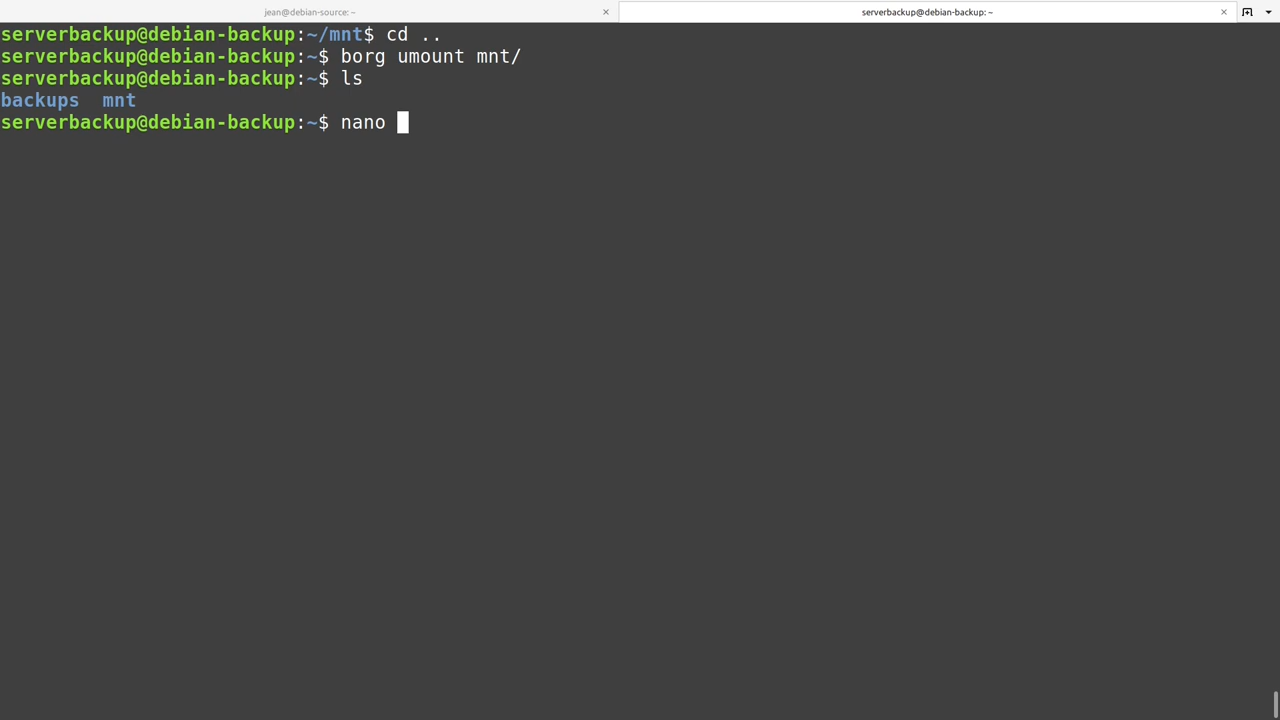 jean@debian-source: ~
serverbackup@debian-backup: ~
serverbackup@debian-backup:~/mnt$ cd ..
serverbackup@debian-backup:~$ borg umount mnt/
serverbackup@debian-backup:~$ ls
backups  mnt
serverbackup@debian-backup:~$ nano